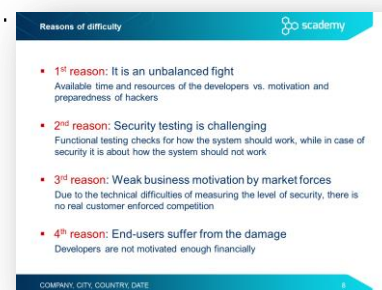 Reasons of difficulty
scademy
▪ 1st reason: It is an unbalanced fight
Available time and resources of the developers vs. motivation and
preparedness of hackers
▪ 2nd reason: Security testing is challenging
Functional testing checks for how the system should work, while in case of
security it is about how the system should not work
▪ 3rd reason: Weak business motivation by market forces
Due to the technical difficulties of measuring the level of security, there is
no real customer enforced competition
▪ 4th reason: End-users suffer from the damage
Developers are not motivated enough financially
COMPANY, CITY, COUNTRY, DATE
8